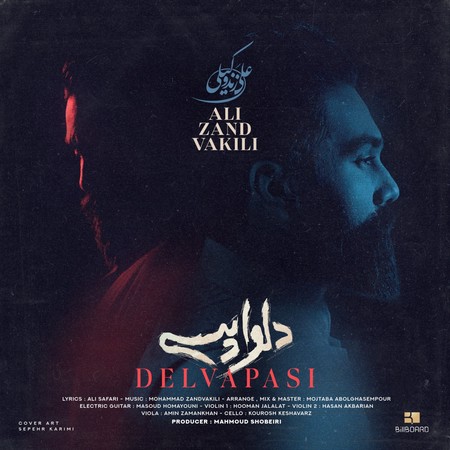 علی زندوکیلی
ALI
ZAND
VAKILI
دلواپسی
DELVAPASI
LYRICS : ALI SAFARI - MUSIC : MOHAMMAD ZANDVAKILI - ARRANGE , MIX & MASTER : MOJTABA ABOLGHASEMPOUR
ELECTRIC GUITAR : MASOUD HOMAYOUNI - VIOLIN 1 : HOOMAN JALALAT - VIOLIN 2 : HASAN AKBARIAN
VIOLA : AMIN ZAMANKHAN - CELLO : KOUROSH KESHAVARZ
PRODUCER : MAHMOUD SHOBEIRI
COVER ART
SEPEHR KARIMI
BillBOARD